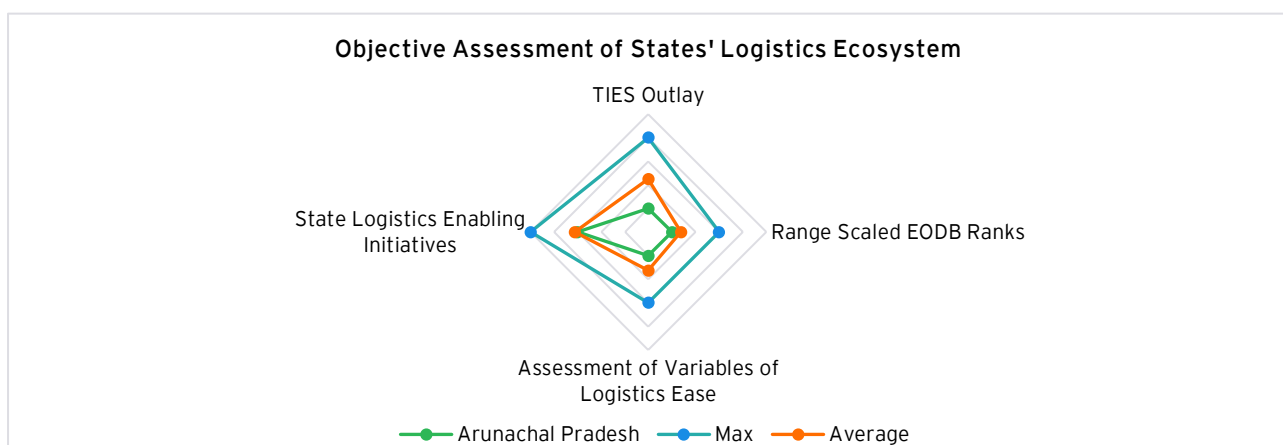 Objective Assessment of States' Logistics Ecosystem
TIES Outlay
State Logistics Enabling
Initiatives
Range Scaled EODB Ranks
Assessment of Variables of
Logistics Ease
Arunachal Pradesh
Max
Average